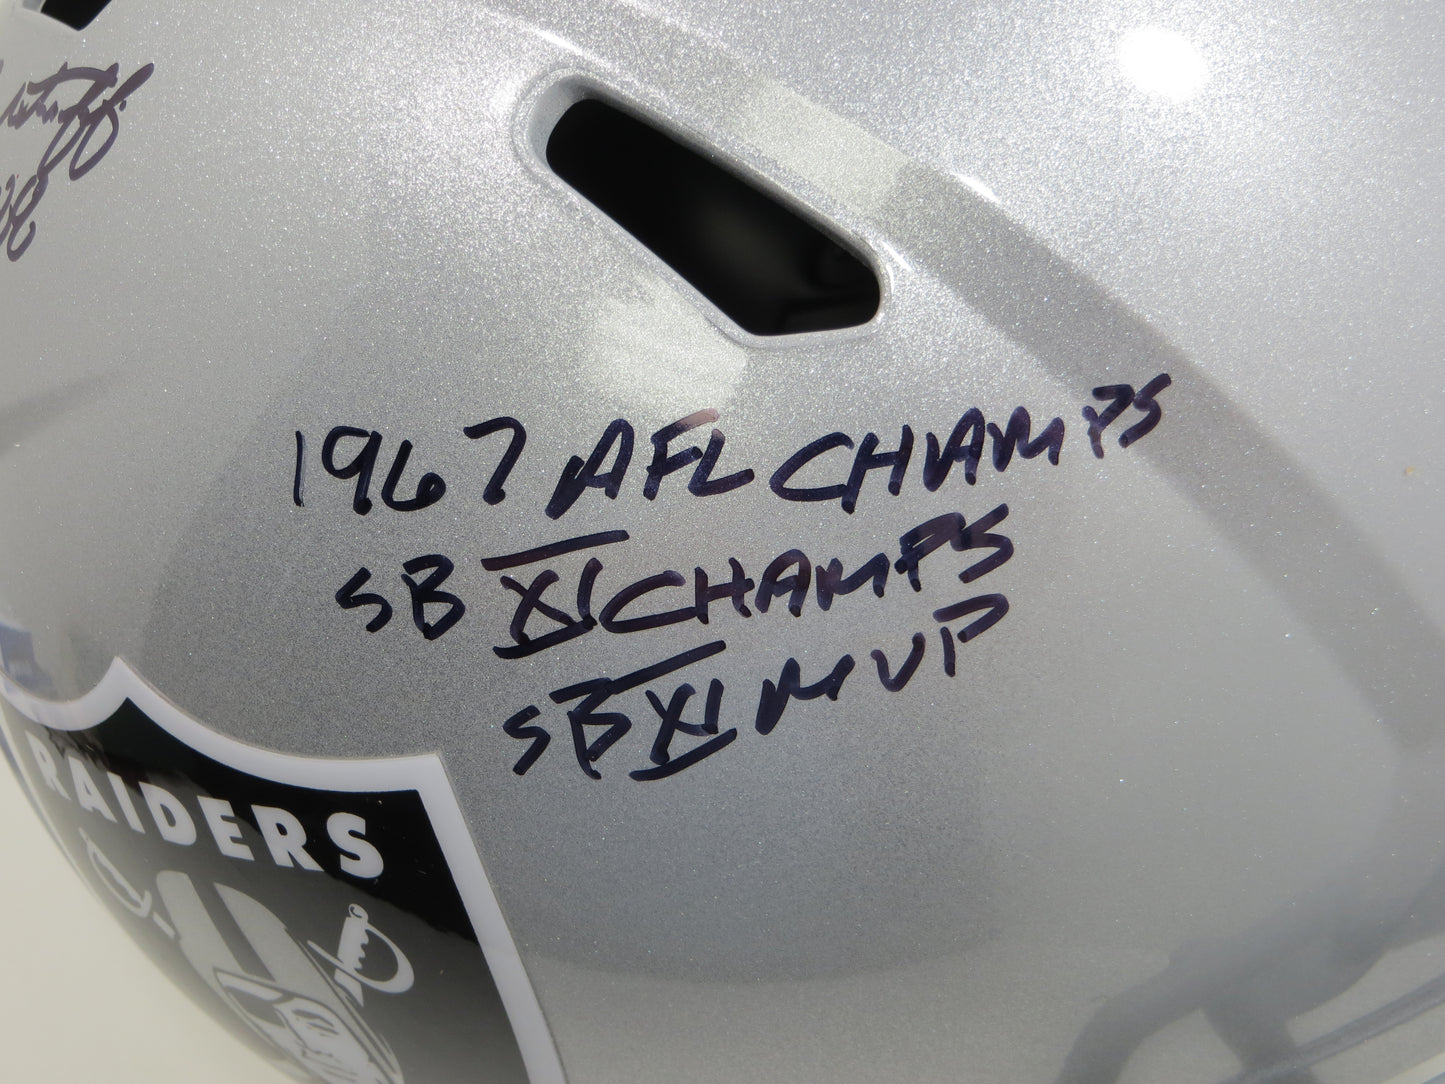 1967 AFL CHAMPS
SB XI CHAMPS
SB XI MVP
RAIDERS